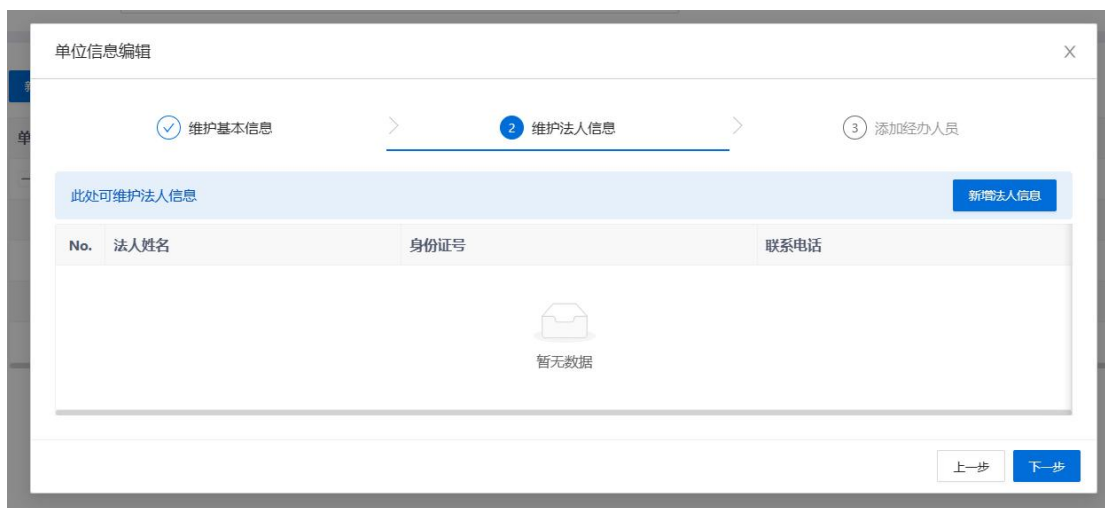 单位信息编辑
维护基本信息
2 维护法人信息
3 添加经办人员
此处可维护法人信息
新增法人信息
No. 法人姓名 身份证号 联系电话
暂无数据
上一步 下一步
单